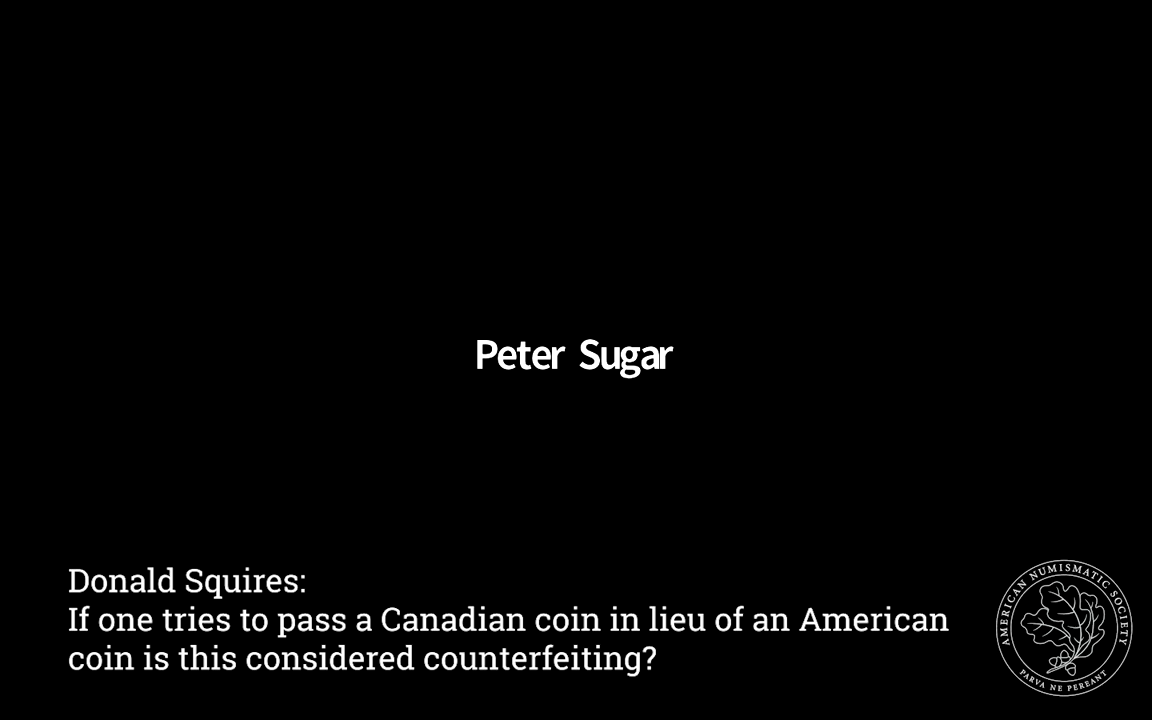 Peter Sugar
Donald Squires:
If one tries to pass a Canadian coin in lieu of an American
coin is this considered counterfeiting?
AMERICAN NUMISMATIC SOCIETY
PARVA NE PEREANT